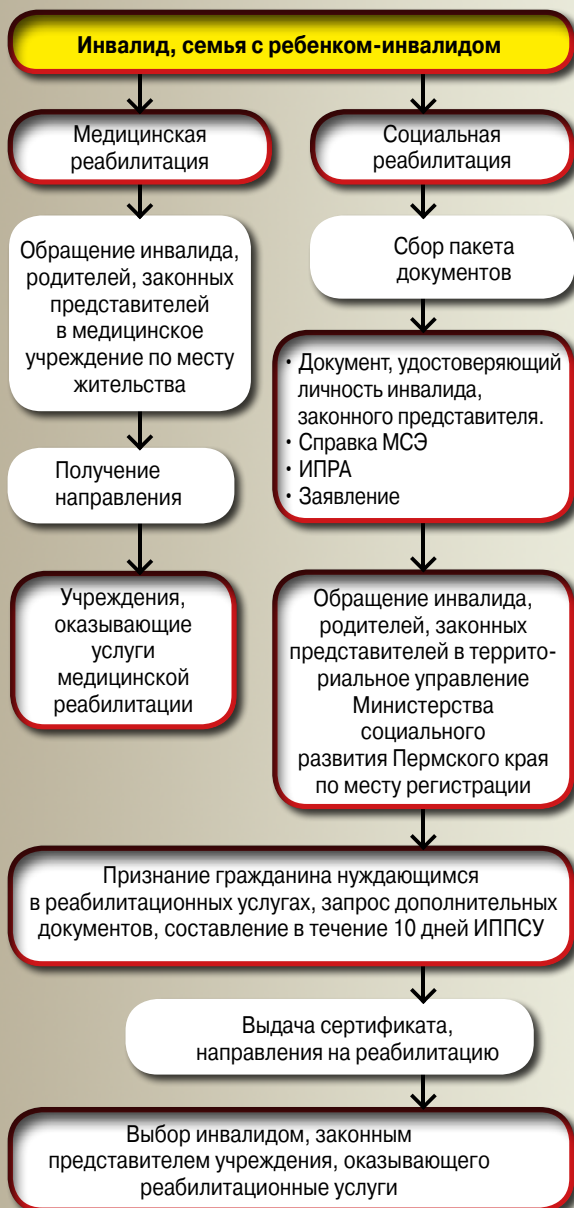 Инвалид, семья с ребенком-инвалидом
Медицинская
реабилитация
Обращение инвалида,
родителей, законных
представителей
в медицинское
учреждение по месту
жительства
Получение
направления
Учреждения,
оказывающие
услуги
медицинской
реабилитации
Социальная
реабилитация
Сбор пакета
документов
· Документ, удостоверяющий
личность инвалида,
законного представителя.
· Справка МСЭ
· ИПРА
· Заявление
Обращение инвалида,
родителей, законных
представителей в террито-
риальное управление
Министерства
социального
развития Пермского края
по месту регистрации
Признание гражданина нуждающимся
в реабилитационных услугах, запрос дополнительных
документов, составление в течение 10 дней ИППСУ
Выдача сертификата,
направления на реабилитацию
Выбор инвалидом, законным
представителем учреждения, оказывающего
реабилитационные услуги